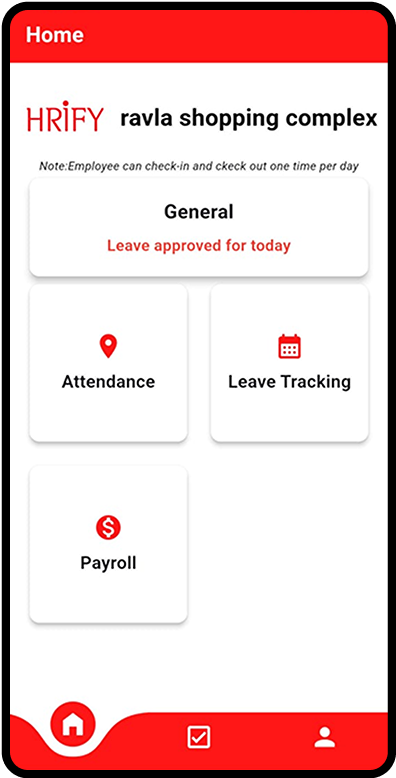 Home
HRIFY ravla shopping complex
Note:Employee can check-in and ckeck out one time per day
General
Leave approved for today
Attendance
Leave Tracking
Payroll